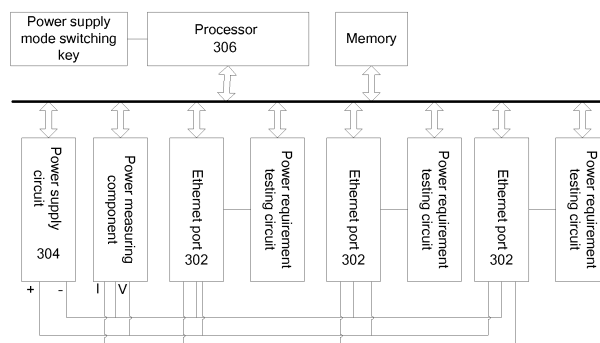 Power supply
mode switching
key
Processor
306
Memory
Power supply
circuit
304
Power measuring
component
Ethernet port
302
Power requirement
testing circuit
Ethernet port
302
Power requirement
testing circuit
Ethernet port
302
Power requirement
testing circuit
+
-
I
V